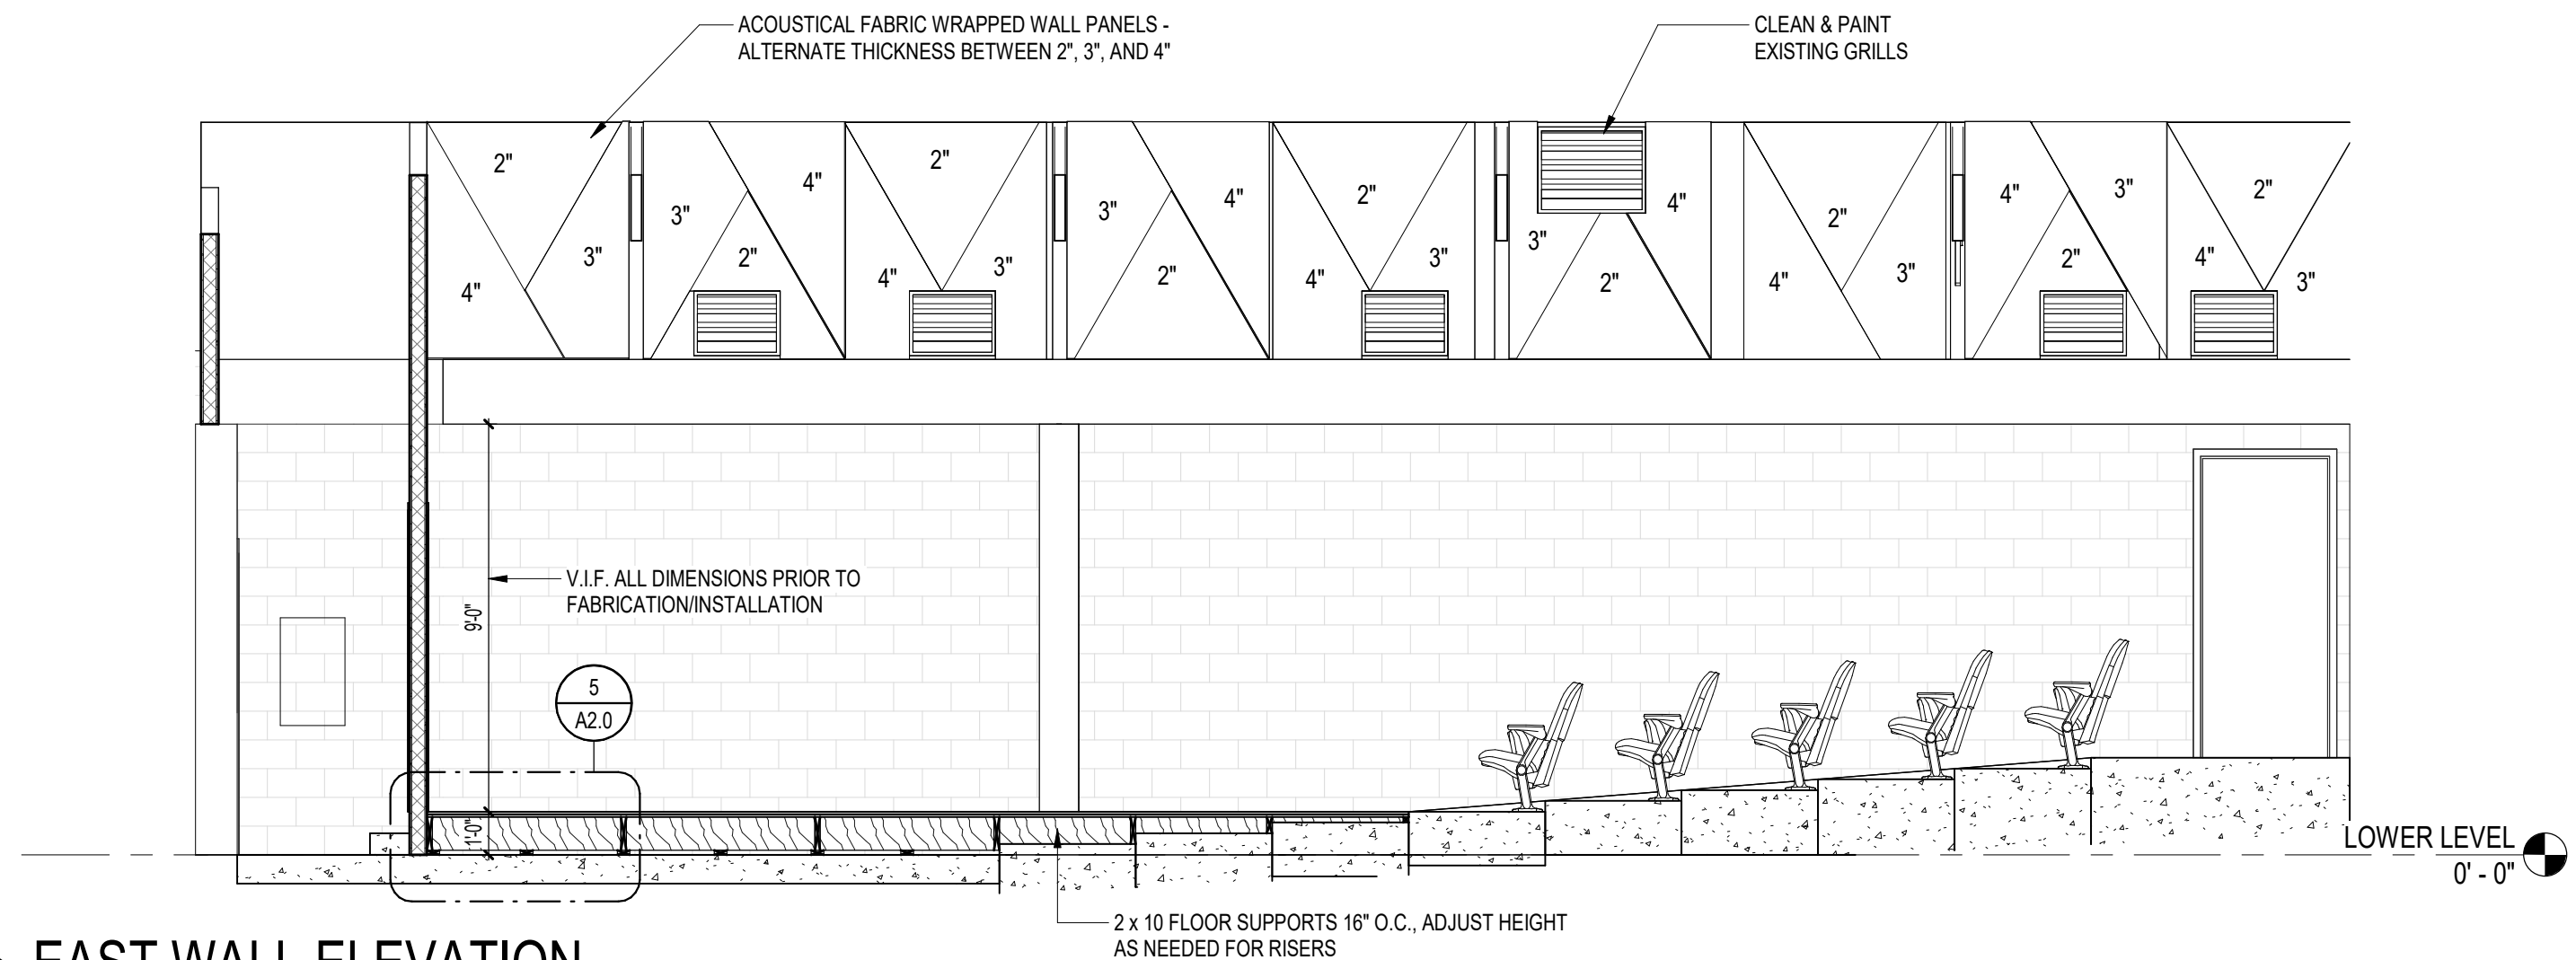 ACOUSTICAL FABRIC WRAPPED WALL PANELS -
ALTERNATE THICKNESS BETWEEN 2", 3", AND 4"
CLEAN & PAINT
EXISTING GRILLS
2"
3"
4"
3"
4"
2"
2"
4"
3"
3"
4"
2"
2"
4"
3"
3"
4"
2"
2"
4"
3"
4"
3"
2"
2"
4"
3"
V.I.F. ALL DIMENSIONS PRIOR TO
FABRICATION/INSTALLATION
9'-0"
5
A2.0
1'-0"
LOWER LEVEL
0' - 0"
2 x 10 FLOOR SUPPORTS 16" O.C., ADJUST HEIGHT
AS NEEDED FOR RISERS
EAST WALL ELEVATION